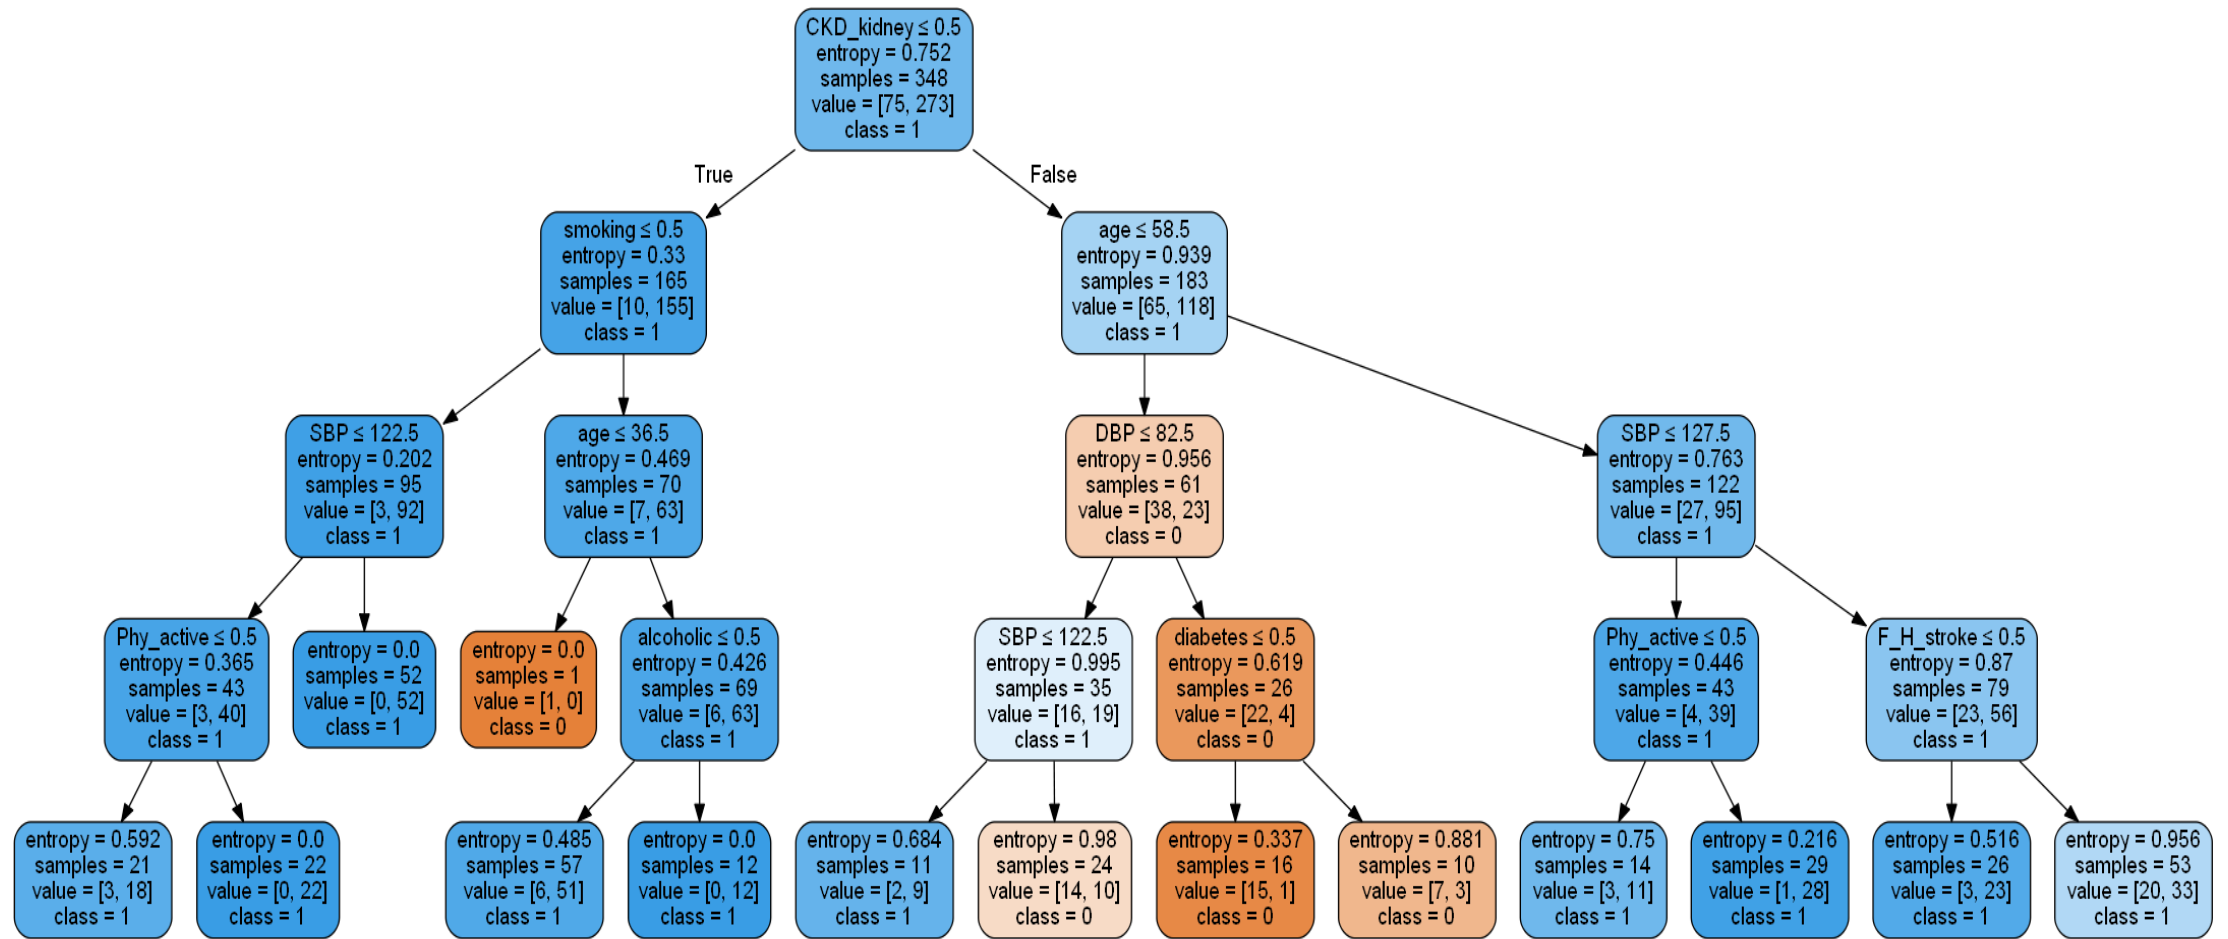 CKD_kidney ≤ 0.5
entropy = 0.752
samples = 348
value = [75, 273]
class = 1
True
False
smoking ≤ 0.5
entropy = 0.33
samples = 165
value = [10, 155]
class = 1
age ≤ 58.5
entropy = 0.939
samples = 183
value = [65, 118]
class = 1
SBP ≤ 122.5
entropy = 0.202
samples = 95
value = [3, 92]
class = 1
age ≤ 36.5
entropy = 0.469
samples = 70
value = [7, 63]
class = 1
DBP ≤ 82.5
entropy = 0.956
samples = 61
value = [38, 23]
class = 0
SBP ≤ 127.5
entropy = 0.763
samples = 122
value = [27, 95]
class = 1
Phy_active ≤ 0.5
entropy = 0.365
samples = 43
value = [3, 40]
class = 1
entropy = 0.0
samples = 52
value = [0, 52]
class = 1
entropy = 0.0
samples = 1
value = [1, 0]
class = 0
alcoholic ≤ 0.5
entropy = 0.426
samples = 69
value = [6, 63]
class = 1
SBP ≤ 122.5
entropy = 0.995
samples = 35
value = [16, 19]
class = 1
diabetes ≤ 0.5
entropy = 0.619
samples = 26
value = [22, 4]
class = 0
Phy_active ≤ 0.5
entropy = 0.446
samples = 43
value = [4, 39]
class = 1
F_H_stroke ≤ 0.5
entropy = 0.87
samples = 79
value = [23, 56]
class = 1
entropy = 0.592
samples = 21
value = [3, 18]
class = 1
entropy = 0.0
samples = 22
value = [0, 22]
class = 1
entropy = 0.485
samples = 57
value = [6, 51]
class = 1
entropy = 0.0
samples = 12
value = [0, 12]
class = 1
entropy = 0.684
samples = 11
value = [2, 9]
class = 1
entropy = 0.98
samples = 24
value = [14, 10]
class = 0
entropy = 0.337
samples = 16
value = [15, 1]
class = 0
entropy = 0.881
samples = 10
value = [7, 3]
class = 0
entropy = 0.75
samples = 14
value = [3, 11]
class = 1
entropy = 0.216
samples = 29
value = [1, 28]
class = 1
entropy = 0.516
samples = 26
value = [3, 23]
class = 1
entropy = 0.956
samples = 53
value = [20, 33]
class = 1